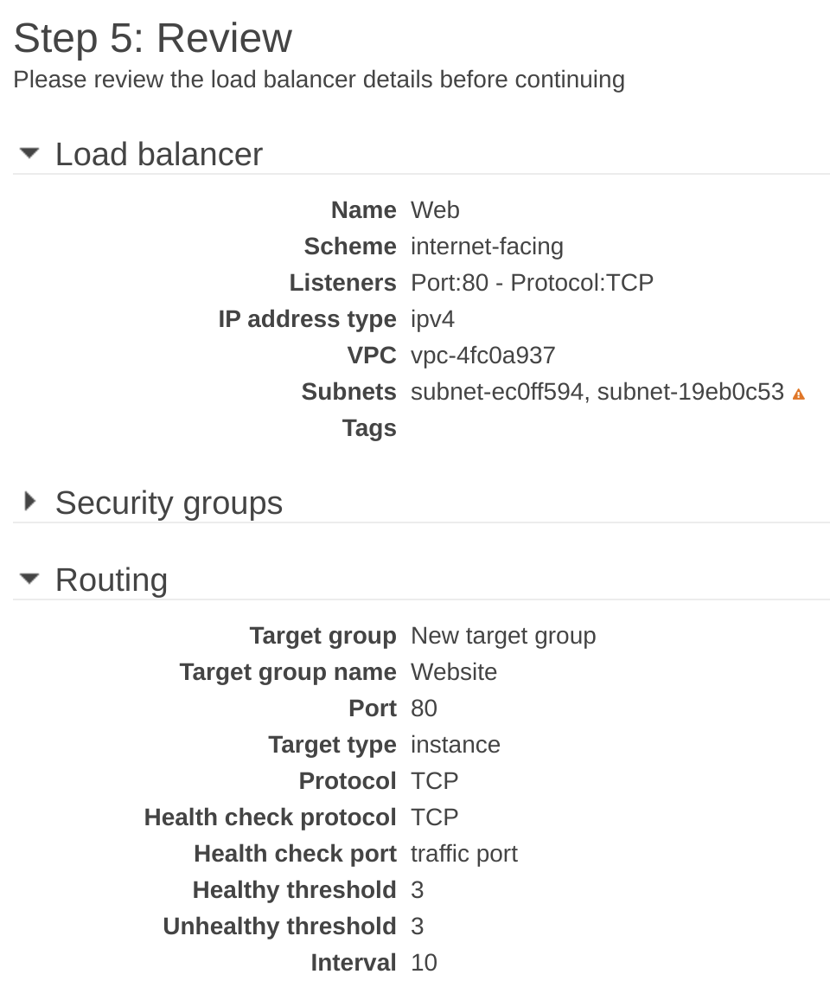 Step 5: Review
Please review the load balancer details before continuing
Load balancer
Name Web
Scheme internet-facing
Listeners Port:80 - Protocol:TCP
IP address type ipv4
VPC vpc-4fc0a937
Subnets subnet-ec0ff594, subnet-19eb0c53
Tags
Security groups
Routing
Target group New target group
Target group name Website
Port 80
Target type instance
Protocol TCP
Health check protocol TCP
Health check port traffic port
Healthy threshold 3
Unhealthy threshold 3
Interval 10